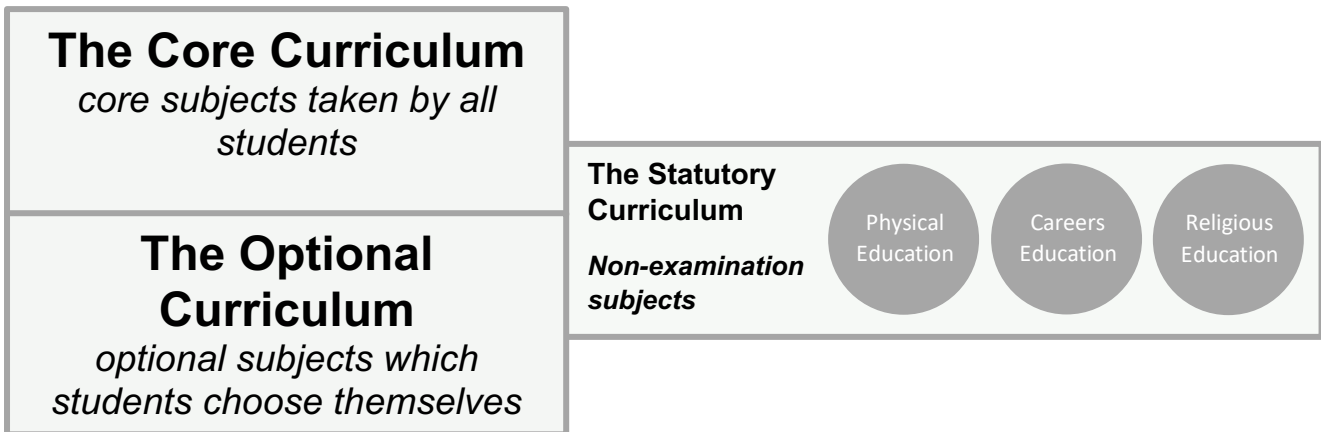 The Core Curriculum
core subjects taken by all
students
The Optional
Curriculum
optional subjects which
students choose themselves
The Statutory
Curriculum
Non-examination
subjects
Physical
Education
Careers
Education
Religious
Education